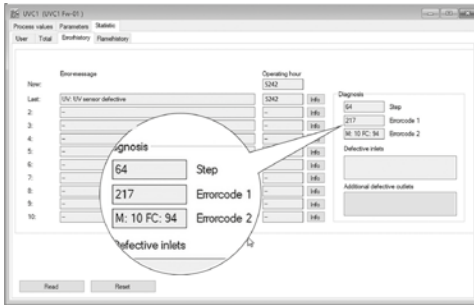 UVC1 (UVC1 Fw-01)
Process values Parameters Statistic
User Total Errorhistory Flamehistory
Errormessage Operating hour
Now: 5242
Last: UV: UV sensor defective 5242 Info
2: -- -- Info
3: -- -- Info
4: -- -- Info
5: -- Info
6: -- Info
7: -- Info
8: -- Info
9: -- Info
10: -- Info
Diagnosis
64 Step
217 Errorcode 1
M: 10 FC: 94 Errorcode 2
Defective inlets
Additional defective outlets
agnosis
64 Step
217 Errorcode 1
M: 10 FC: 94 Errorcode 2
Defective inlets
Read Reset